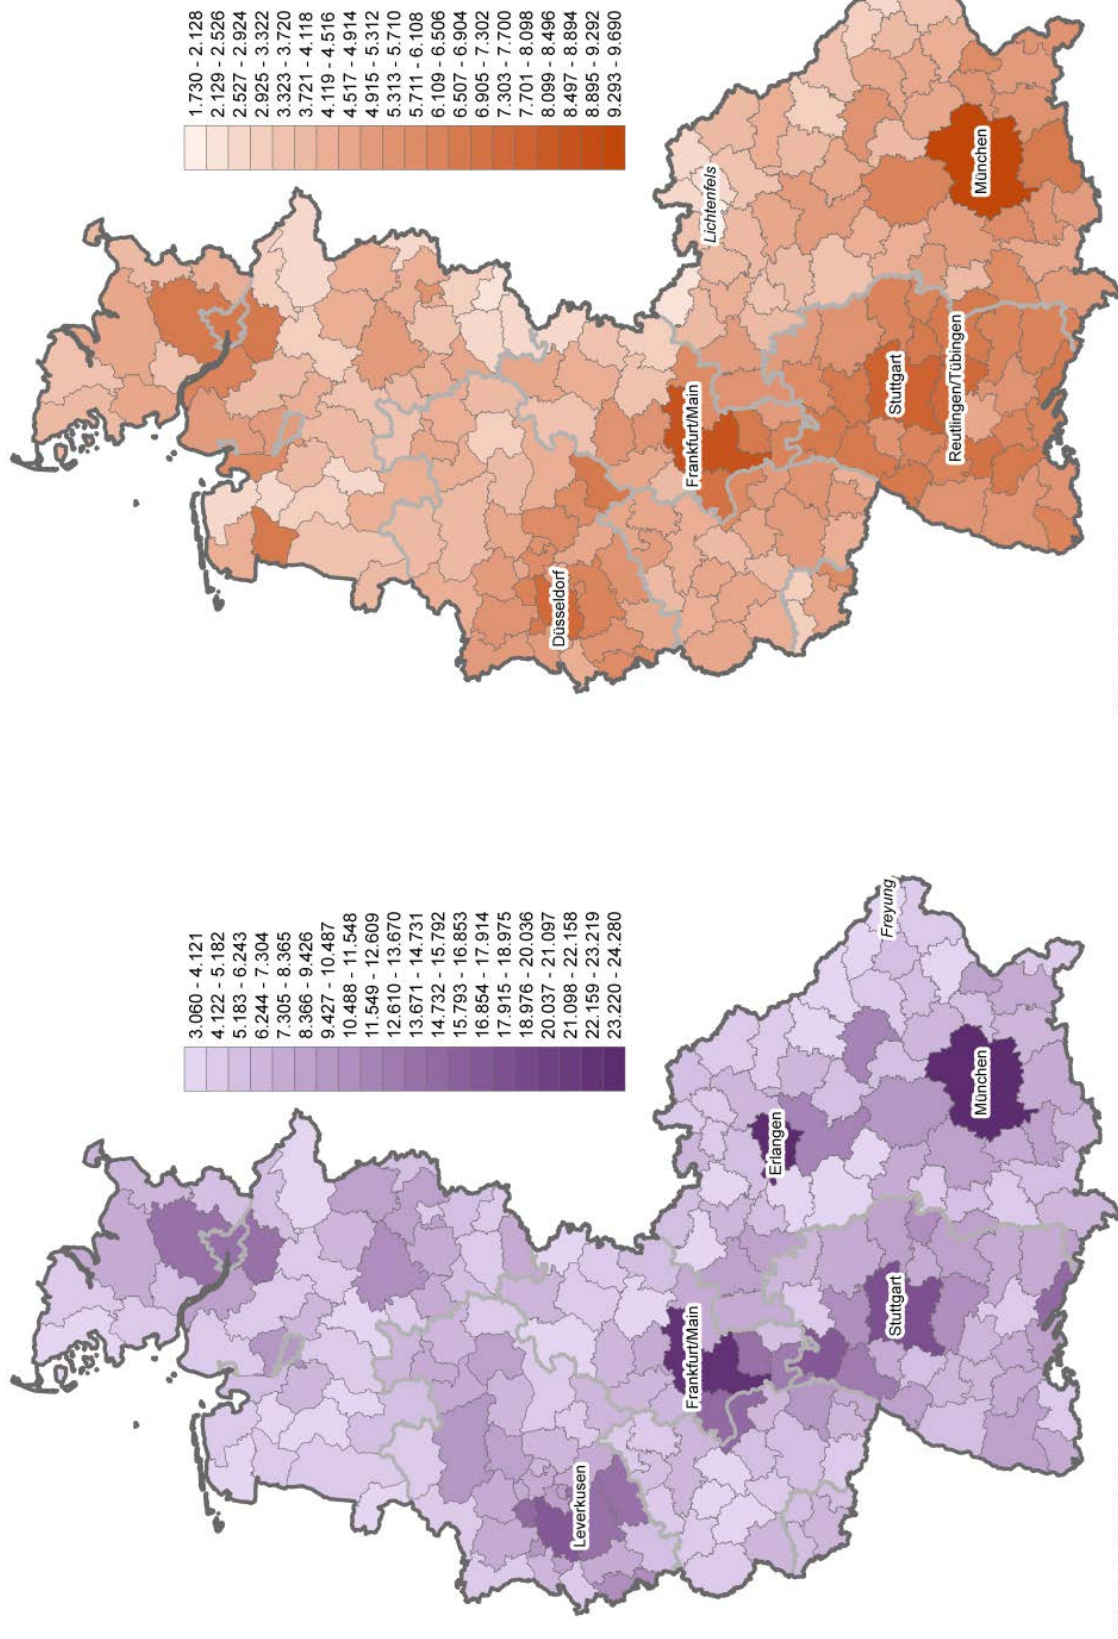 1.730 - 2.128
2.129 - 2.526
2.527 - 2.924
2.925 - 3.322
3.323 - 3.720
3.721 - 4.118
4.119 - 4.516
4.517 - 4.914
4.915 - 5.312
5.313 - 5.710
5.711 - 6.108
6.109 - 6.506
6.507 - 6.904
6.905 - 7.302
7.303 - 7.700
7.701 - 8.098
8.099 - 8.496
8.497 - 8.894
8.895 - 9.292
9.293 - 9.690
Düsseldorf
Frankfurt/Main
Lichtenfels
Stuttgart
Reutlingen/Tübingen
München
3.060 - 4.121
4.122 - 5.182
5.183 - 6.243
6.244 - 7.304
7.305 - 8.365
8.366 - 9.426
9.427 - 10.487
10.488 - 11.548
11.549 - 12.609
12.610 - 13.670
13.671 - 14.731
14.732 - 15.792
15.793 - 16.853
16.854 - 17.914
17.915 - 18.975
18.976 - 20.036
20.037 - 21.097
21.098 - 22.158
22.159 - 23.219
23.220 - 24.280
Leverkusen
Frankfurt/Main
Erlangen
Freyung
Stuttgart
München